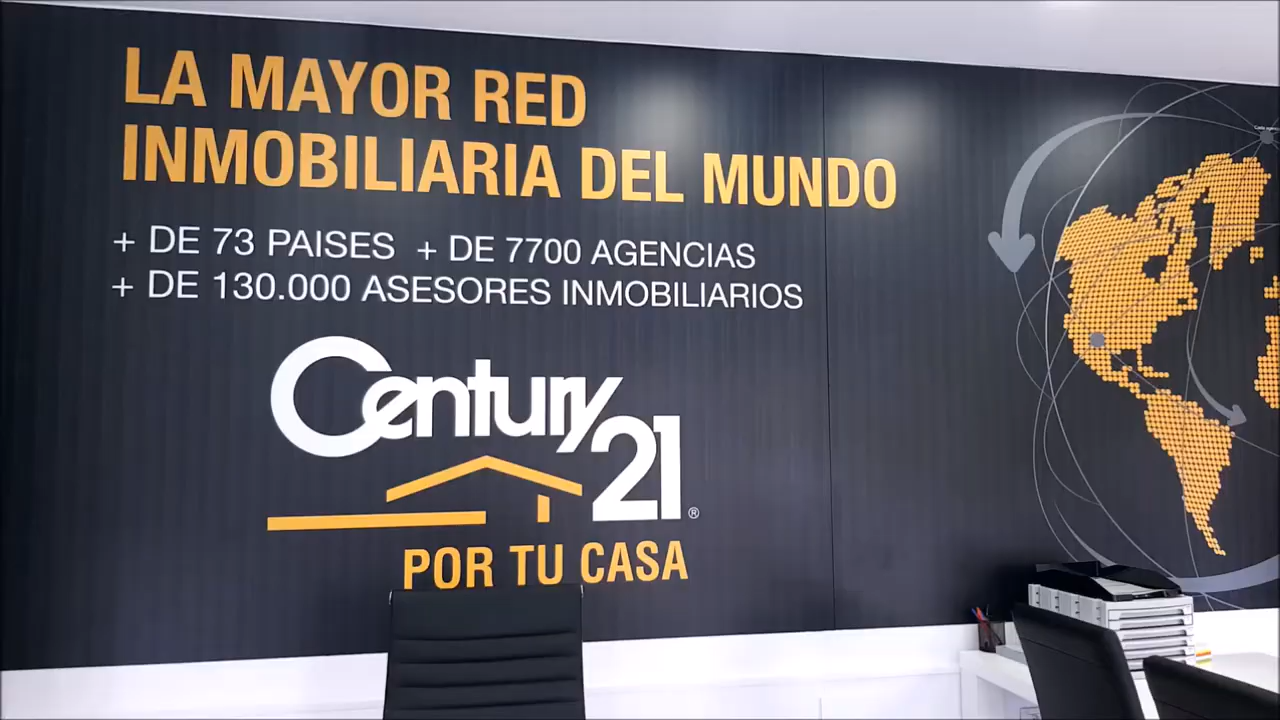 LA MAYOR RED
INMOBILIARIA DEL MUNDO
+ DE 73 PAISES + DE 7700 AGENCIAS
+ DE 130.000 ASESORES INMOBILIARIOS
Century
21®
POR TU CASA